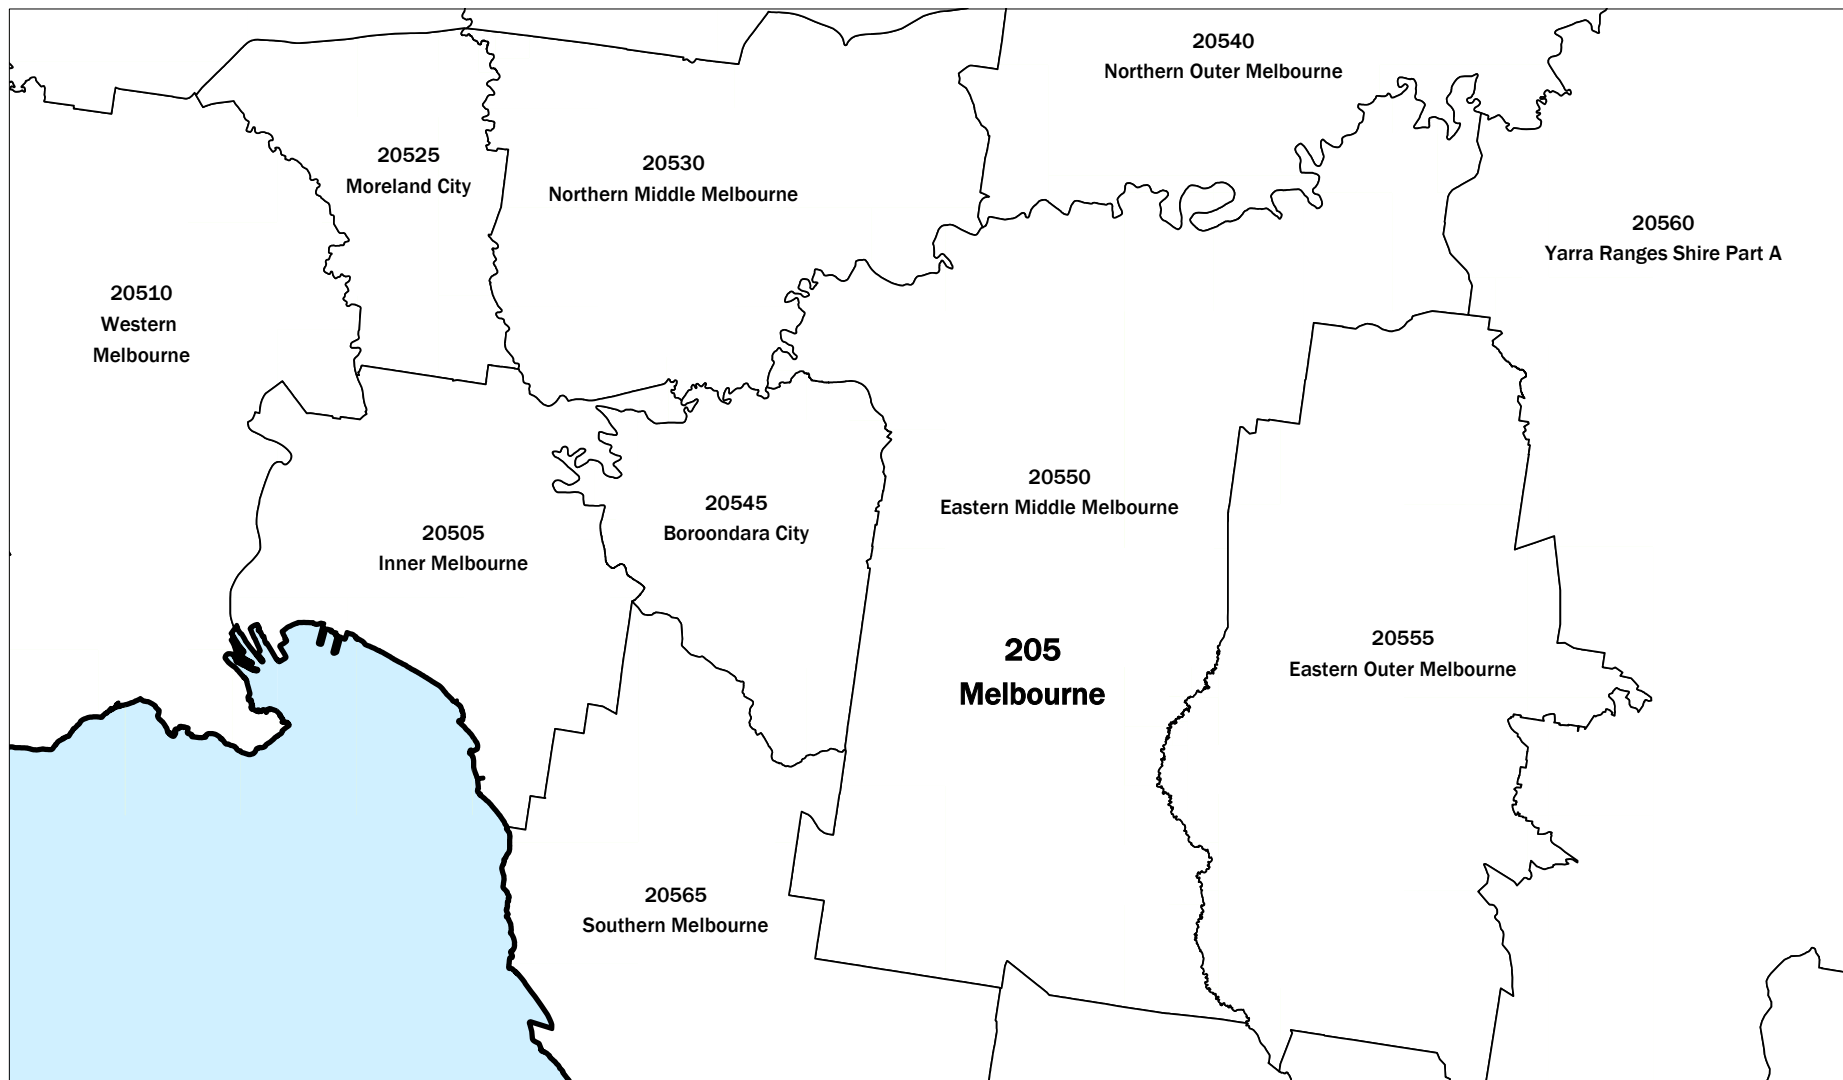 20540
Northern Outer Melbourne
20525
Moreland City
20530
Northern Middle Melbourne
20560
Yarra Ranges Shire Part A
20510
Western
Melbourne
20550
Eastern Middle Melbourne
20545
Boroondara City
20505
Inner Melbourne
205
Melbourne
20555
Eastern Outer Melbourne
20565
Southern Melbourne